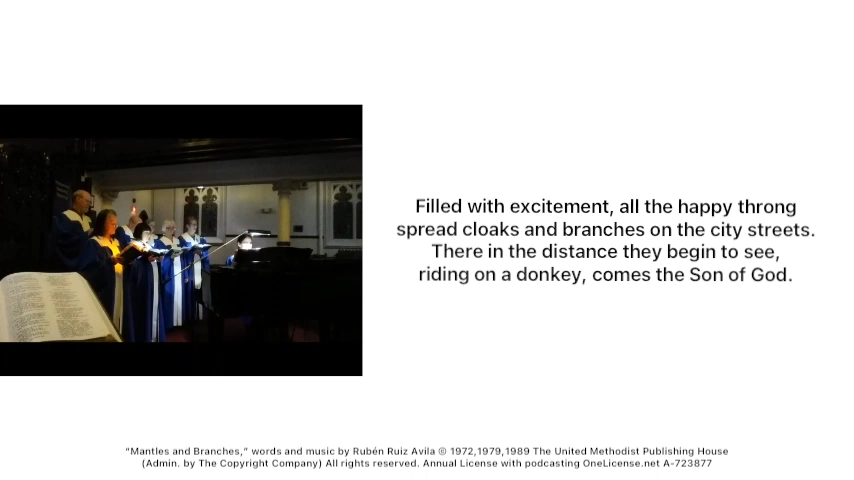 Filled with excitement, all the happy throng
spread cloaks and branches on the city streets.
There in the distance they begin to see,
riding on a donkey, comes the Son of God.
"Mantles and Branches," words and music by Rubén Ruiz Avila © 1972,1979,1989 The United Methodist Publishing House
(Admin. by The Copyright Company) All rights reserved. Annual License with podcasting OneLicense.net A-723877